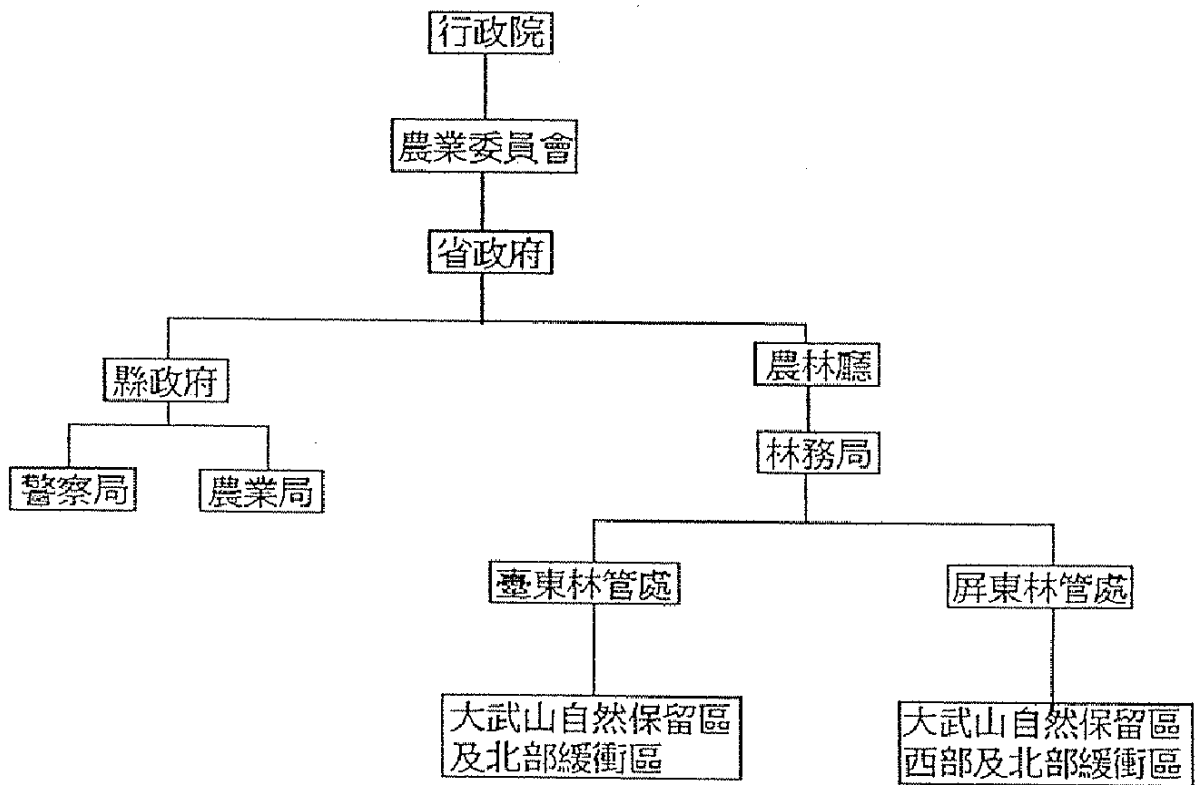 行政院
農業委員會
省政府
縣政府
農林廳
林務局
警察局
農業局
臺東林管處
屏東林管處
大武山自然保留區
及北部緩衝區
大武山自然保留區
西部及北部緩衝區